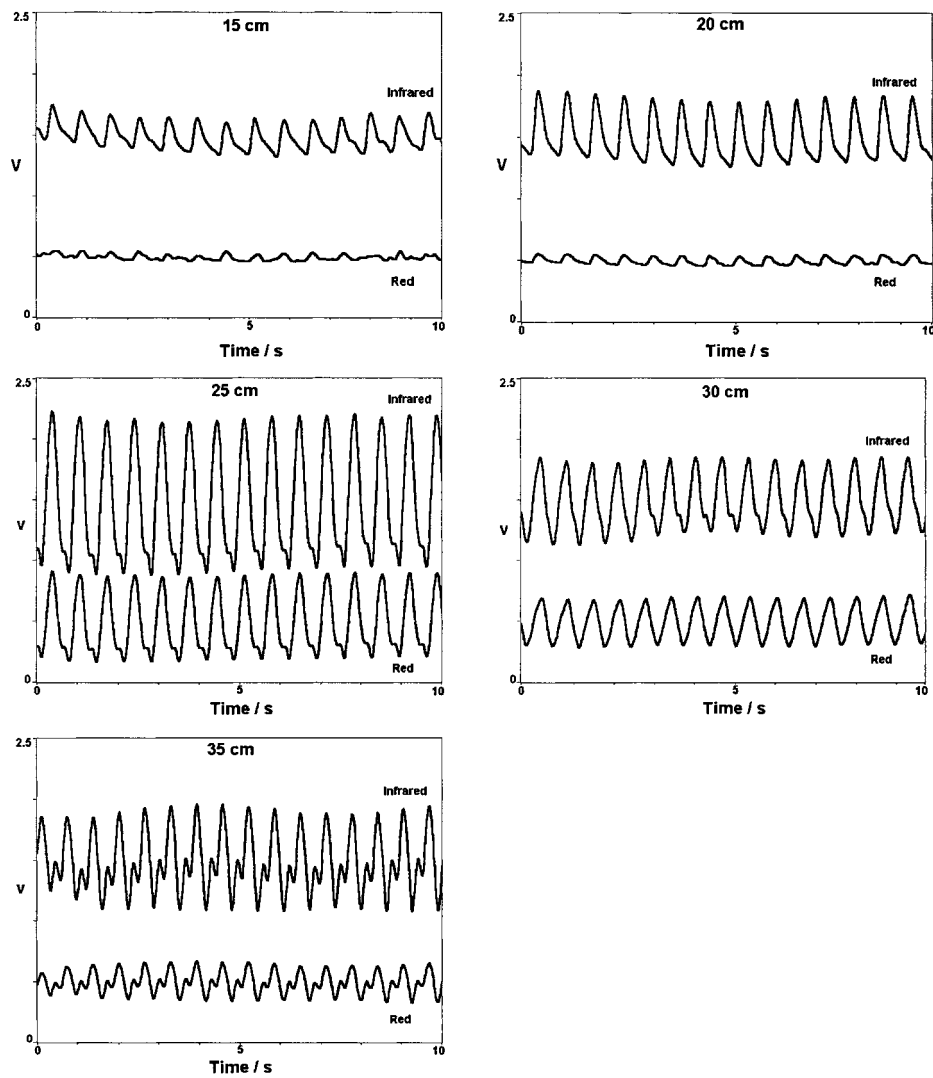 15 cm
2.5
Infrared
V
Red
0
0 5 10
Time / s
20 cm
2.5
Infrared
V
Red
0
0 5 10
Time / s
25 cm
2.5
Infrared
V
Red
0
0 5 10
Time / s
30 cm
2.5
Infrared
V
Red
0
0 5 10
Time / s
35 cm
2.5
Infrared
V
Red
0
0 5 10
Time / s